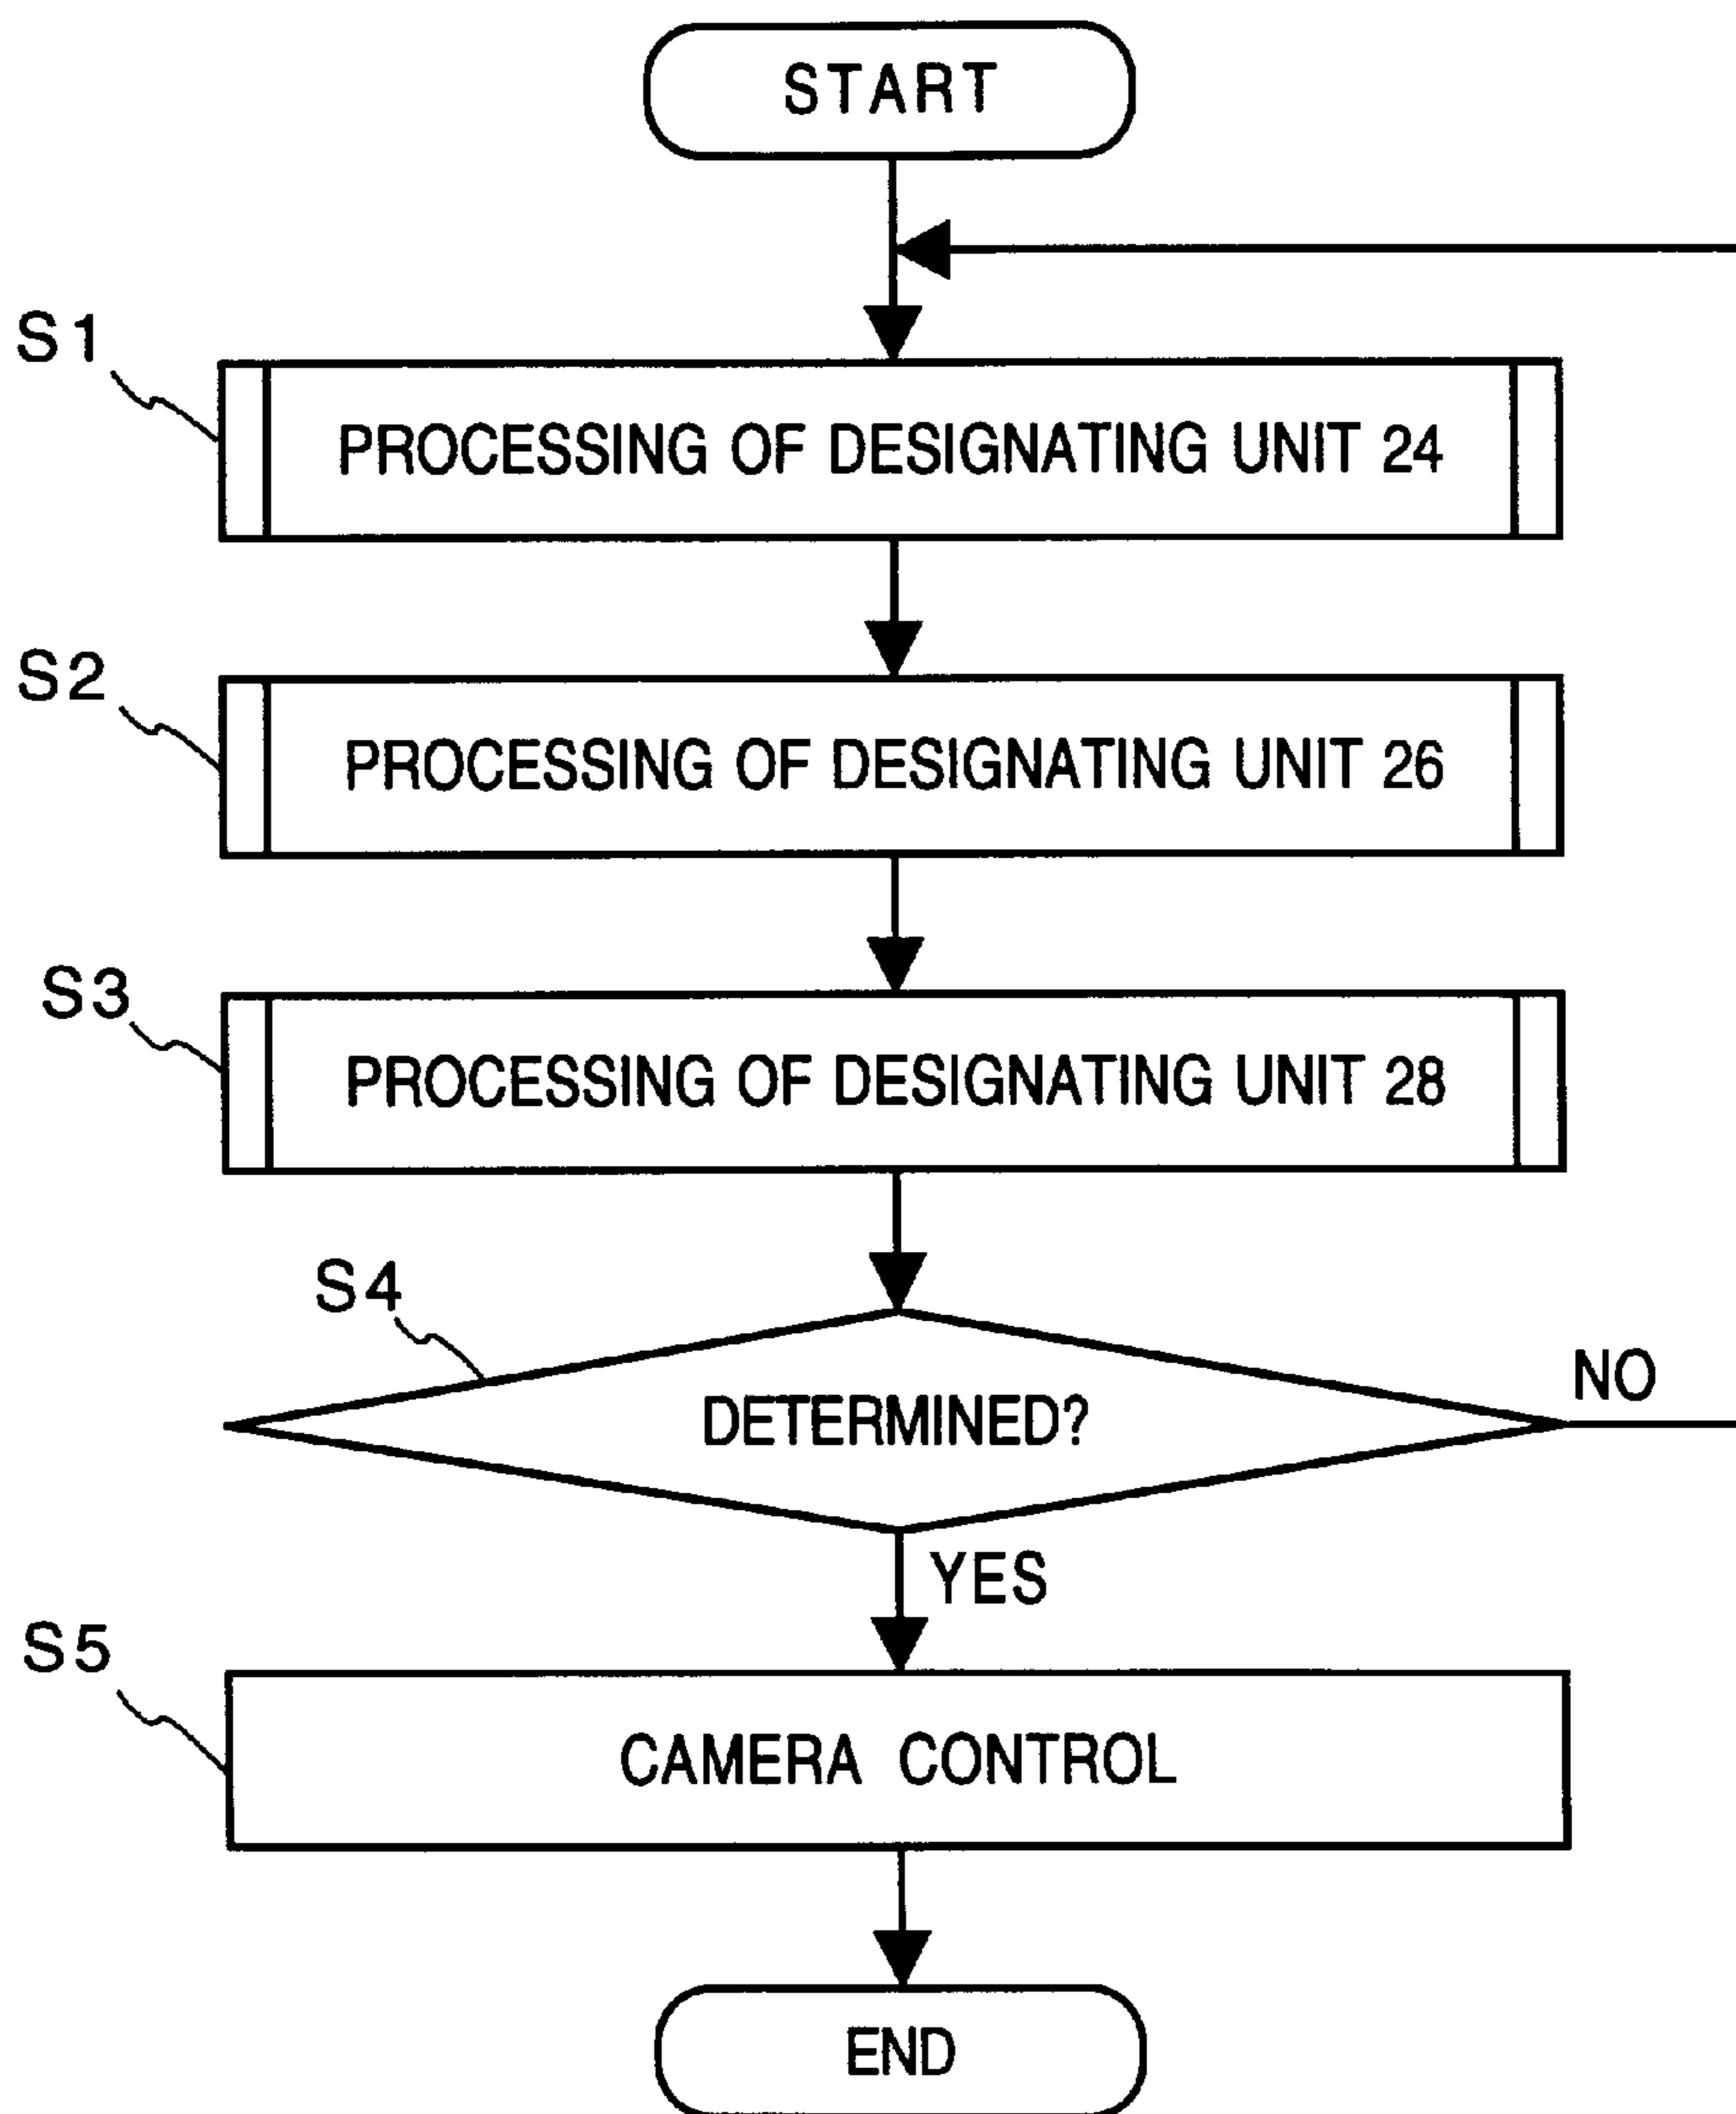 START
S1
PROCESSING OF DESIGNATING UNIT 24
S2
PROCESSING OF DESIGNATING UNIT 26
S3
PROCESSING OF DESIGNATING UNIT 28
S4
DETERMINED?
NO
YES
S5
CAMERA CONTROL
END